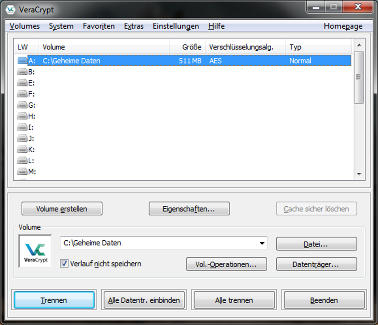 VeraCrypt
Volumes System Favoriten Extras Einstellungen Hilfe Homepage
LW Volume Größe Verschlüsselungsalg. Typ
A: C:\Geheime Daten 511 MB AES Normal
B:
E:
F:
G:
H:
I:
J:
K:
L:
M:
Volume erstellen Eigenschaften... Cache sicher löschen
Volume
VeraCrypt C:\Geheime Daten Datei...
Verlauf nicht speichern Vol.-Operationen... Datenträger...
Trennen Alle Datentr. einbinden Alle trennen Beenden